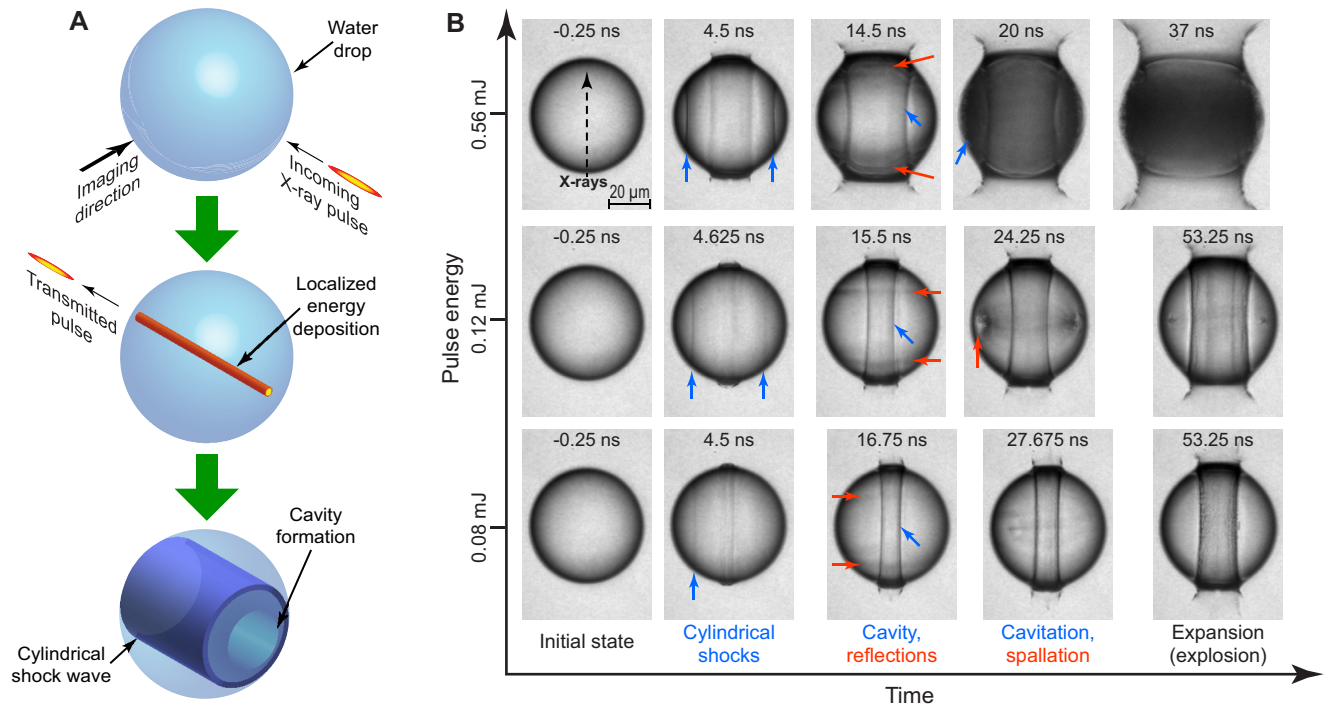 A
Water
drop
Imaging
direction
Incoming
X-ray pulse
Transmitted
pulse
Localized
energy
deposition
Cavity
formation
Cylindrical
shock wave
B
Pulse energy
0.56 mJ
-0.25 ns
4.5 ns
14.5 ns
20 ns
37 ns
X-rays
20 μm
0.12 mJ
-0.25 ns
4.625 ns
15.5 ns
24.25 ns
53.25 ns
0.08 mJ
-0.25 ns
4.5 ns
16.75 ns
27.675 ns
53.25 ns
Initial state
Cylindrical
shocks
Cavity,
reflections
Cavitation,
spallation
Expansion
(explosion)
Time